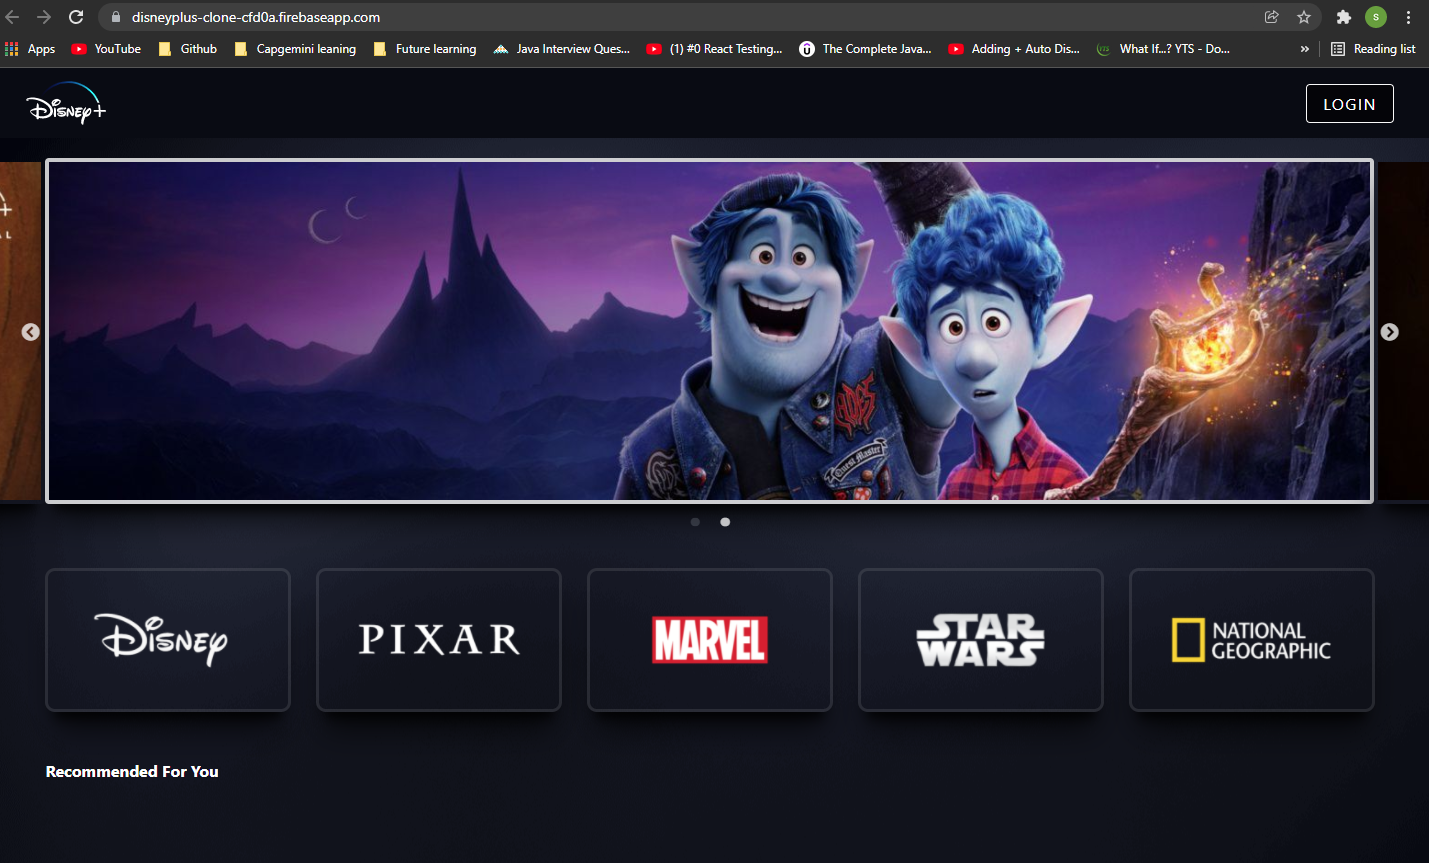 disneyplus-clone-cfd0a.firebaseapp.com
S
Apps YouTube Github Capgemini leaning Future learning Java Interview Ques... (1) #0 React Testing... The Complete Java... Adding + Auto Dis... What If...? YTS - Do... » Reading list
Disney+ LOGIN
Quest Master
Disney PIXAR MARVEL STAR WARS NATIONAL GEOGRAPHIC
Recommended For You